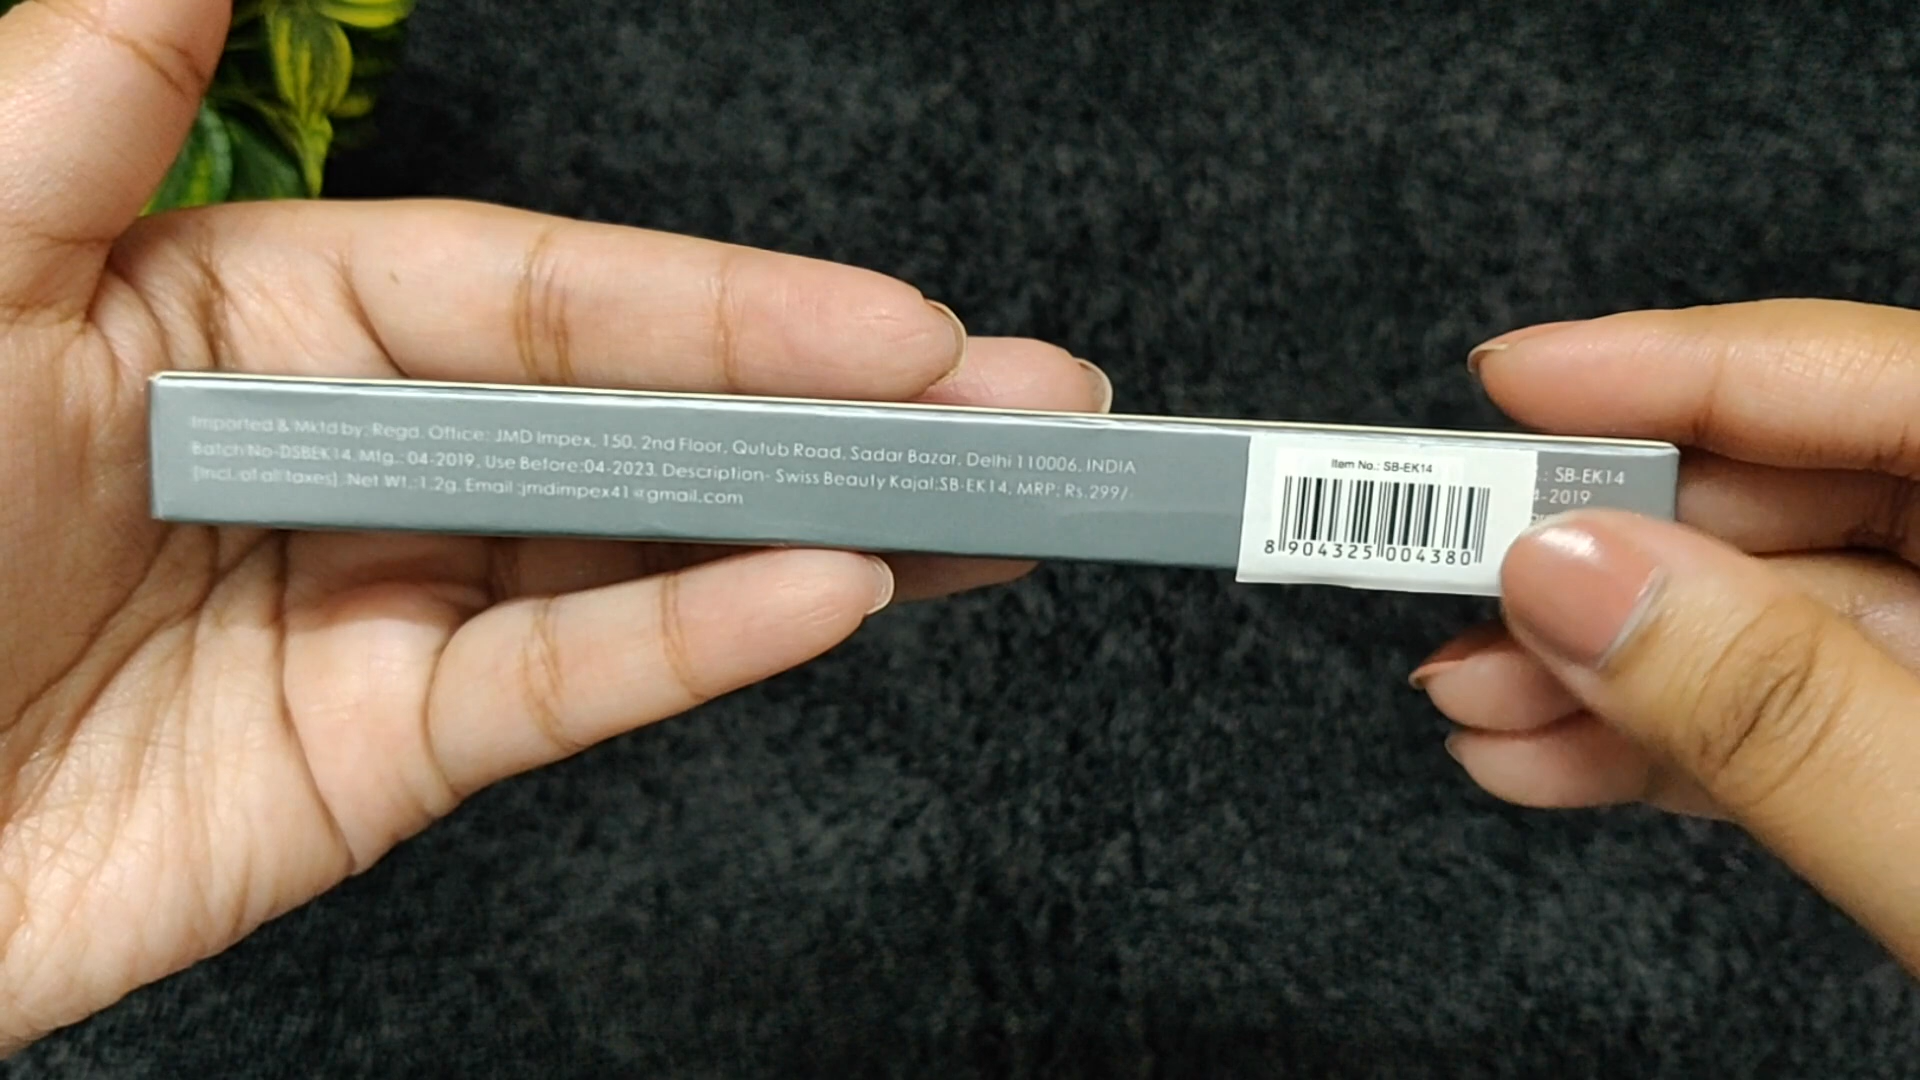 Imported & Mktd by: Regd. Office: JMD Impex, 150, 2nd Floor, Qutub Road, Sadar Bazar, Delhi 110006, INDIA
Batch No-DSBEK14, Mfg.: 04-2019, Use Before:04-2023, Description- Swiss Beauty Kajal:SB-EK14, MRP: Rs.299/-
(Incl. of all taxes). Net Wt.:1.2g, Email :jmdimpex41@gmail.com
Item No.: SB-EK14
8 904325 004380
.: SB-EK14
4-2019